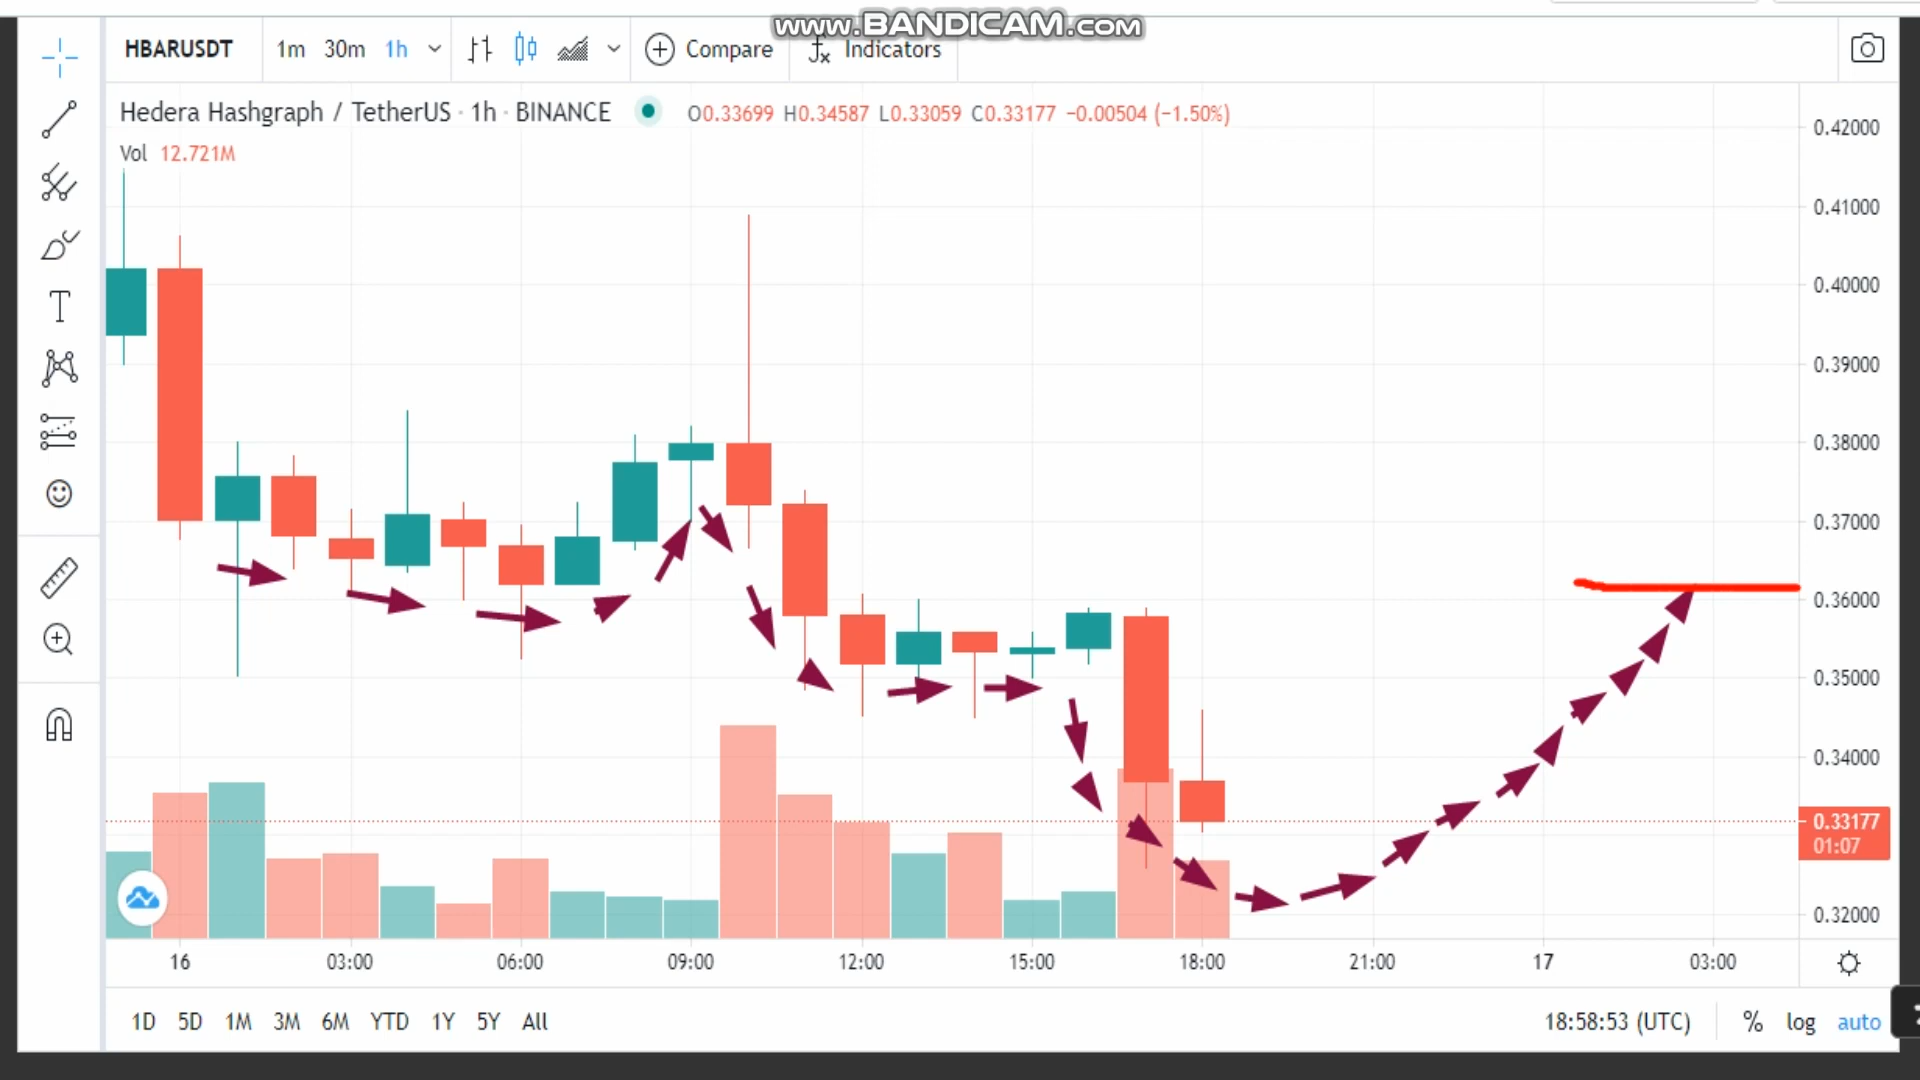 www.BANDICAM.com
HBARUSDT 1m 30m 1h Compare Indicators
Hedera Hashgraph / TetherUS · 1h · BINANCE O0.33699 H0.34587 L0.33059 C0.33177 −0.00504 (−1.50%)
Vol 12.721M
0.42000
0.41000
0.40000
0.39000
0.38000
0.37000
0.36000
0.35000
0.34000
0.33177
01:07
0.32000
16 03:00 06:00 09:00 12:00 15:00 18:00 21:00 17 03:00
1D 5D 1M 3M 6M YTD 1Y 5Y All 18:58:53 (UTC) % log auto